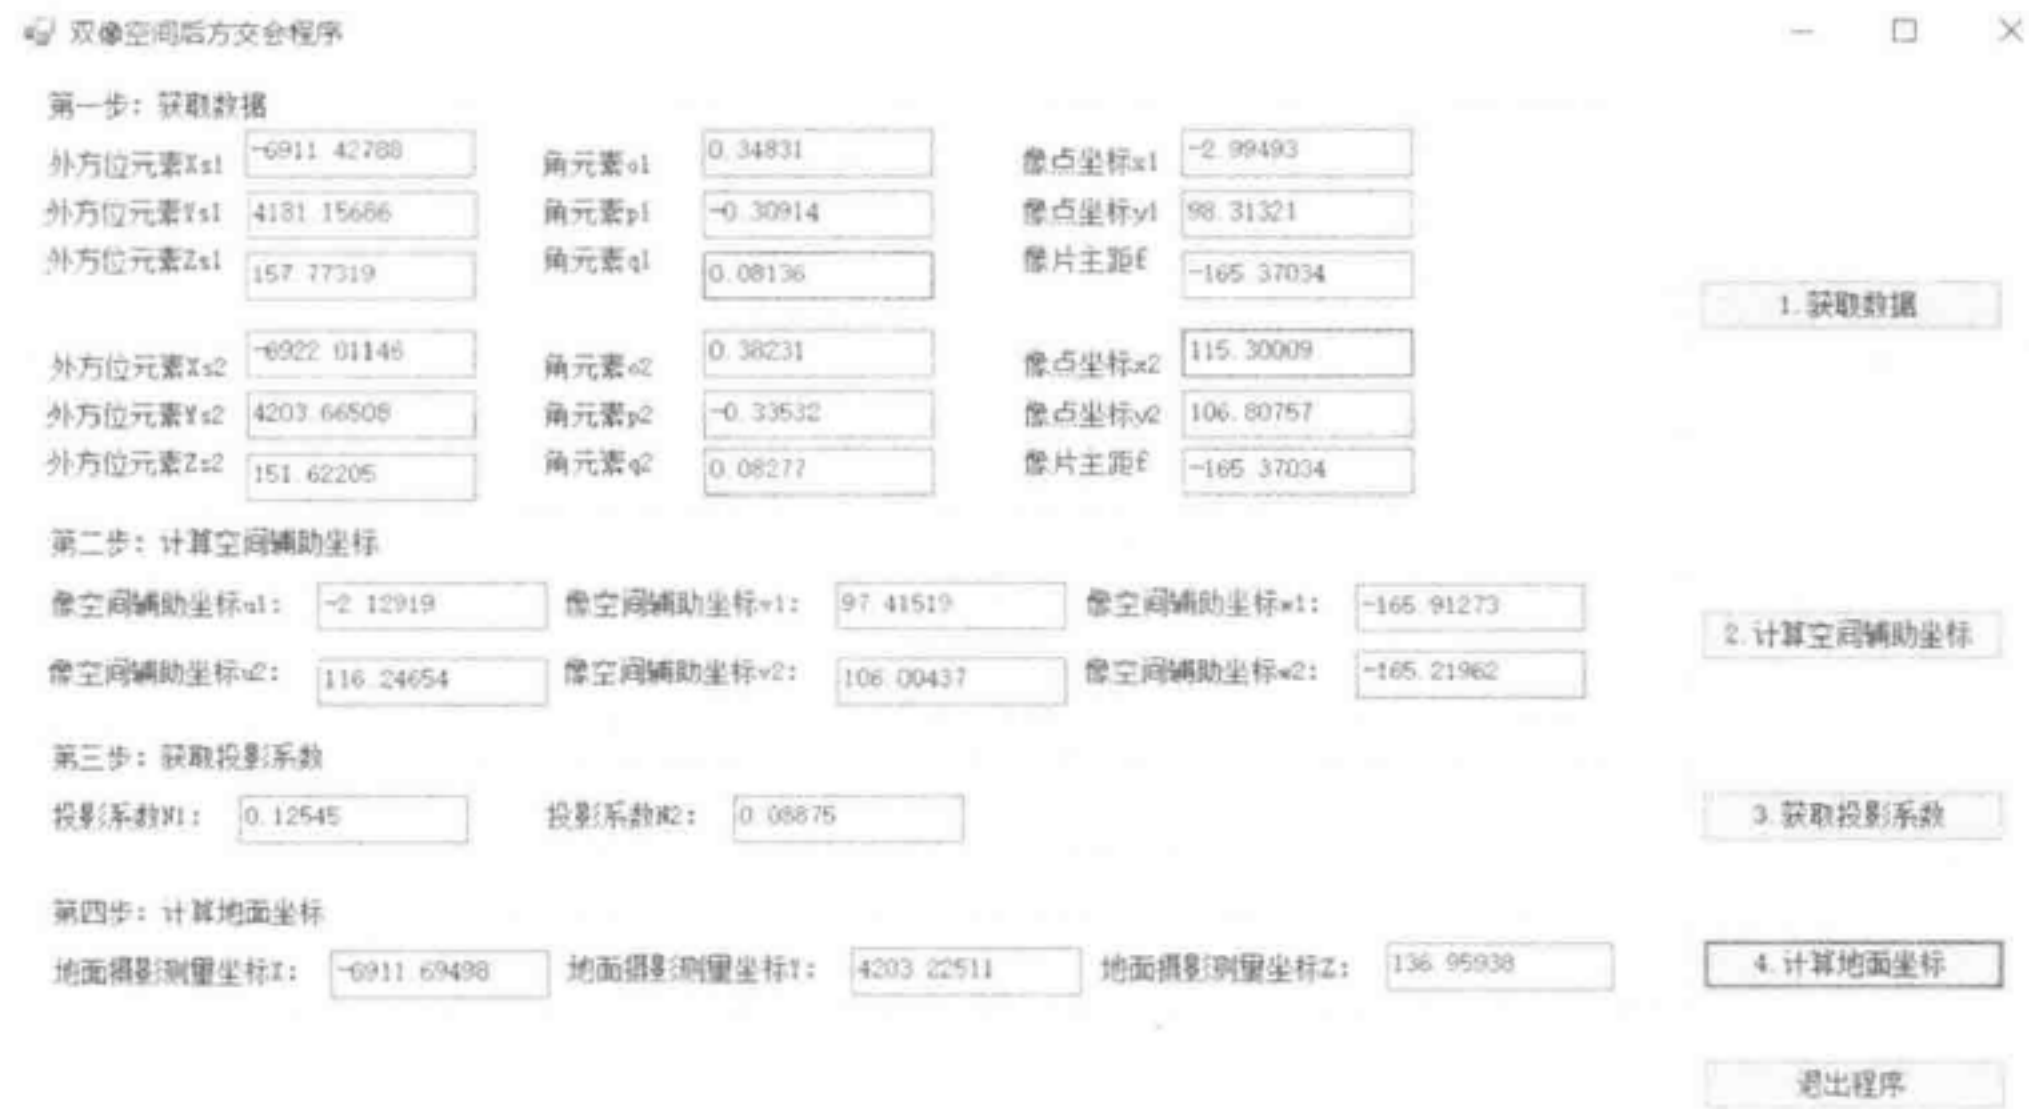 双像空间后方交会程序
第一步：获取数据
外方位元素Xs1 -6911.42788 角元素o1 0.34831 像点坐标x1 -2.99493
外方位元素Ys1 4181.15686 角元素p1 -0.30914 像点坐标y1 98.31321
外方位元素Zs1 157.77319 角元素q1 0.08136 像片主距f -165.37034
1.获取数据
外方位元素Xs2 -6922.01146 角元素o2 0.38231 像点坐标x2 115.30009
外方位元素Ys2 4203.66508 角元素p2 -0.33532 像点坐标y2 106.80757
外方位元素Zs2 151.62205 角元素q2 0.08277 像片主距f -165.37034
第二步：计算空间辅助坐标
像空间辅助坐标u1： -2.12919 像空间辅助坐标v1： 97.41519 像空间辅助坐标w1： -165.91273
2.计算空间辅助坐标
像空间辅助坐标u2： 116.24654 像空间辅助坐标v2： 106.00437 像空间辅助坐标w2： -165.21962
第三步：获取投影系数
投影系数N1： 0.12545 投影系数N2： 0.08875 3.获取投影系数
第四步：计算地面坐标
地面摄影测量坐标X： -6911.69498 地面摄影测量坐标Y： 4203.22511 地面摄影测量坐标Z： 136.95938 4.计算地面坐标
退出程序